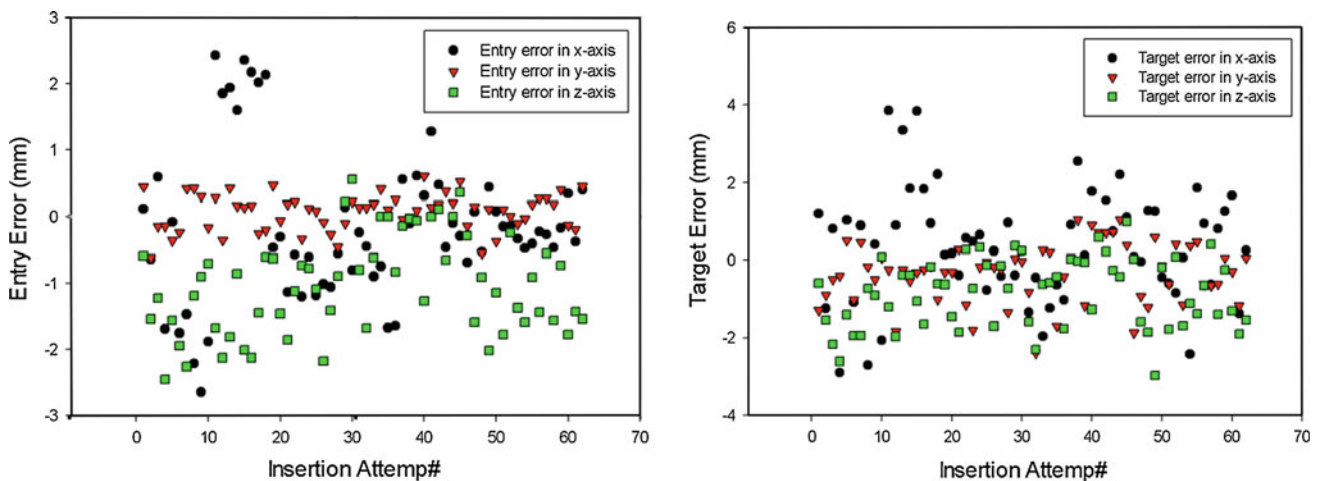 3
2
1
0
-1
-2
-3
Entry Error (mm)
Entry error in x-axis
Entry error in y-axis
Entry error in z-axis
0
10
20
30
40
50
60
70
Insertion Attemp#
6
4
2
0
-2
-4
Target Error (mm)
Target error in x-axis
Target error in y-axis
Target error in z-axis
0
10
20
30
40
50
60
70
Insertion Attemp#